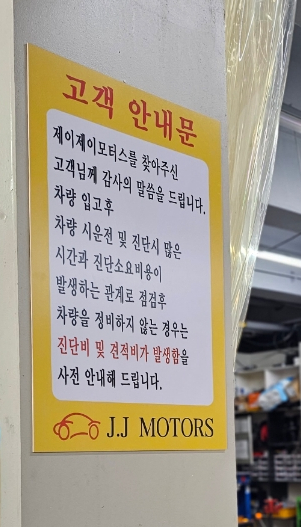 고객 안내문
제이제이모터스를 찾아주신
고객님께 감사의 말씀을 드립니다.
차량 입고후
차량 시운전 및 진단시 많은
시간과 진단소요비용이
발생하는 관계로 점검후
차량을 정비하지 않는 경우는
진단비 및 견적비가 발생함을
사전 안내해 드립니다.
J.J MOTORS